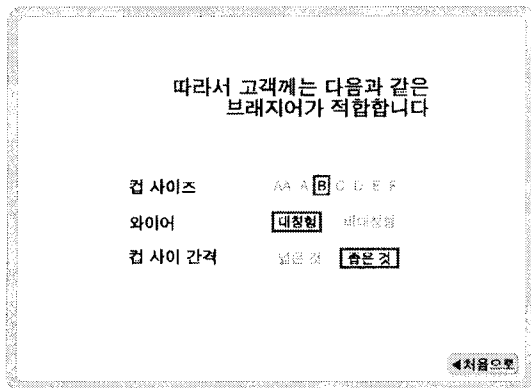 따라서 고객께는 다음과 같은
브래지어가 적합합니다
컵 사이즈 AA A B C D E F
와이어 대칭형 비대칭형
컵 사이 간격 넓은 것 좁은 것
◀처음으로